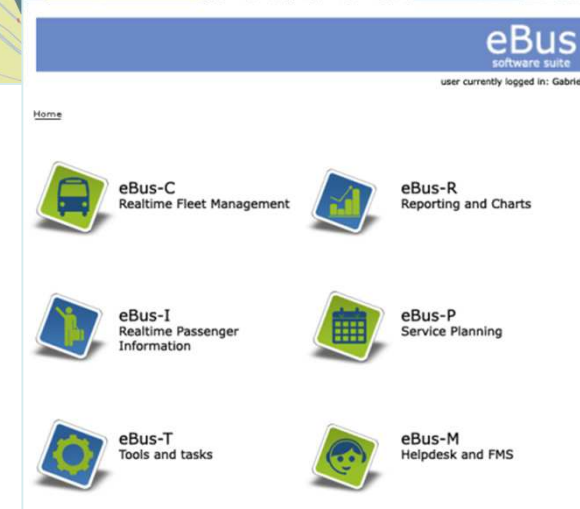 eBus
software suite
user currently logged in: Gabrie
Home
eBus-C
Realtime Fleet Management
eBus-R
Reporting and Charts
eBus-I
Realtime Passenger
Information
eBus-P
Service Planning
eBus-T
Tools and tasks
eBus-M
Helpdesk and FMS